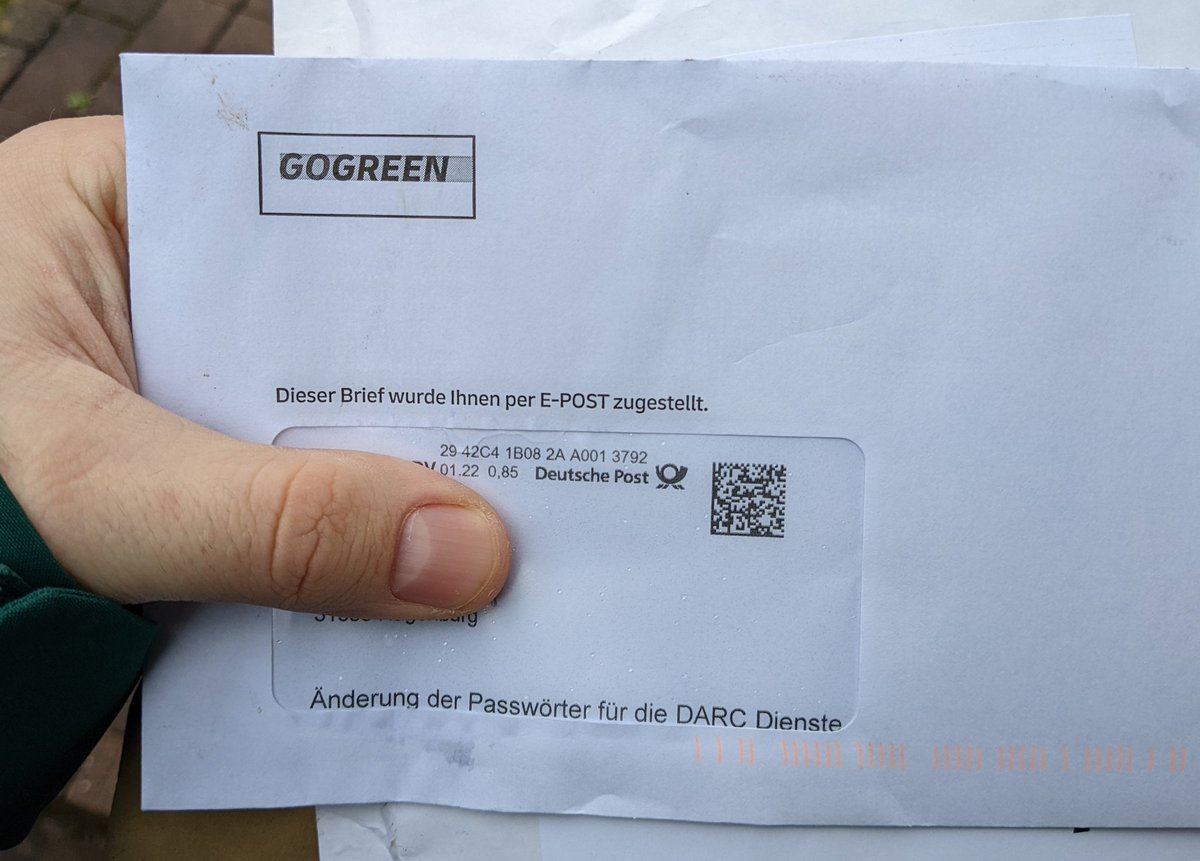 GOGREEN
Dieser Brief wurde Ihnen per E-POST zugestellt.
29 42C4 1B08 2A A001 3792
01.22 0,85 Deutsche Post
Änderung der Passwörter für die DARC Dienste